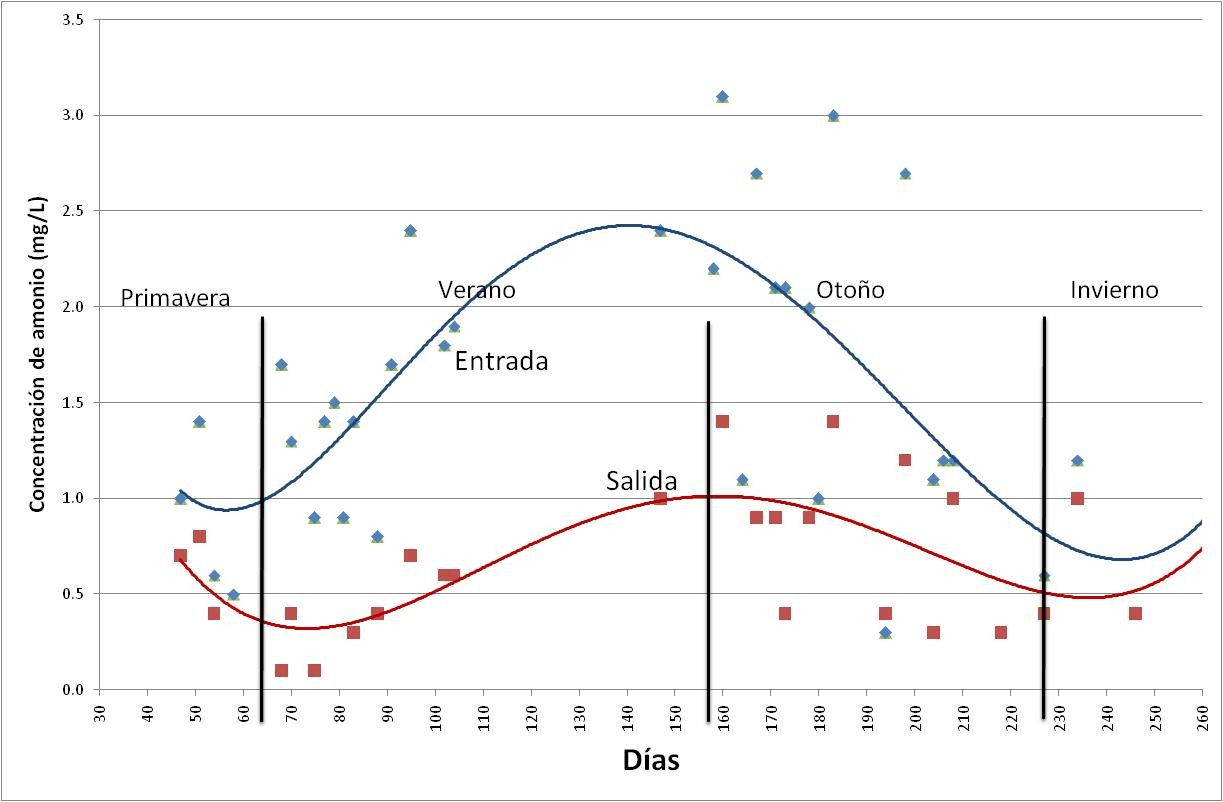 3.5
3.0
2.5
2.0
1.5
1.0
0.5
0.0
Concentración de amonio (mg/L)
Primavera
Verano
Otoño
Invierno
Entrada
Salida
30 40 50 60 70 80 90 100 110 120 130 140 150 160 170 180 190 200 210 220 230 240 250 260
Días